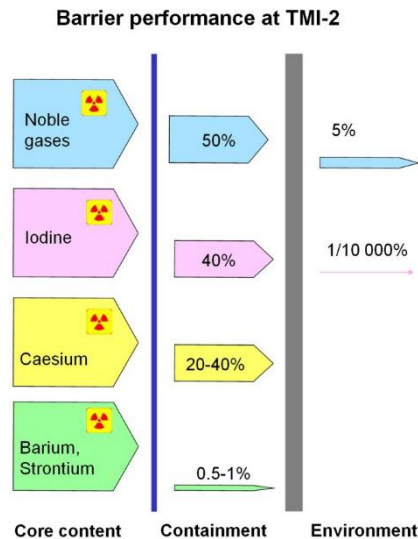 Barrier performance at TMI-2
Noble
gases
50%
5%
Iodine
40%
1/10 000%
Caesium
20-40%
Barium,
Strontium
0.5-1%
Core content
Containment
Environment